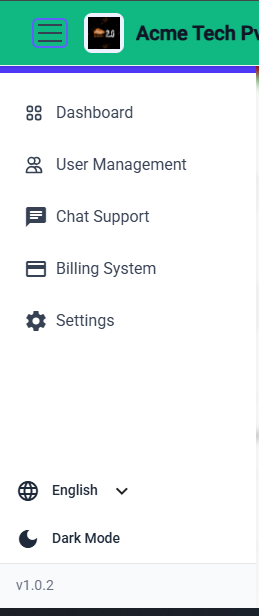 2.0
Acme Tech Pv
Dashboard
User Management
Chat Support
Billing System
Settings
English
Dark Mode
v1.0.2